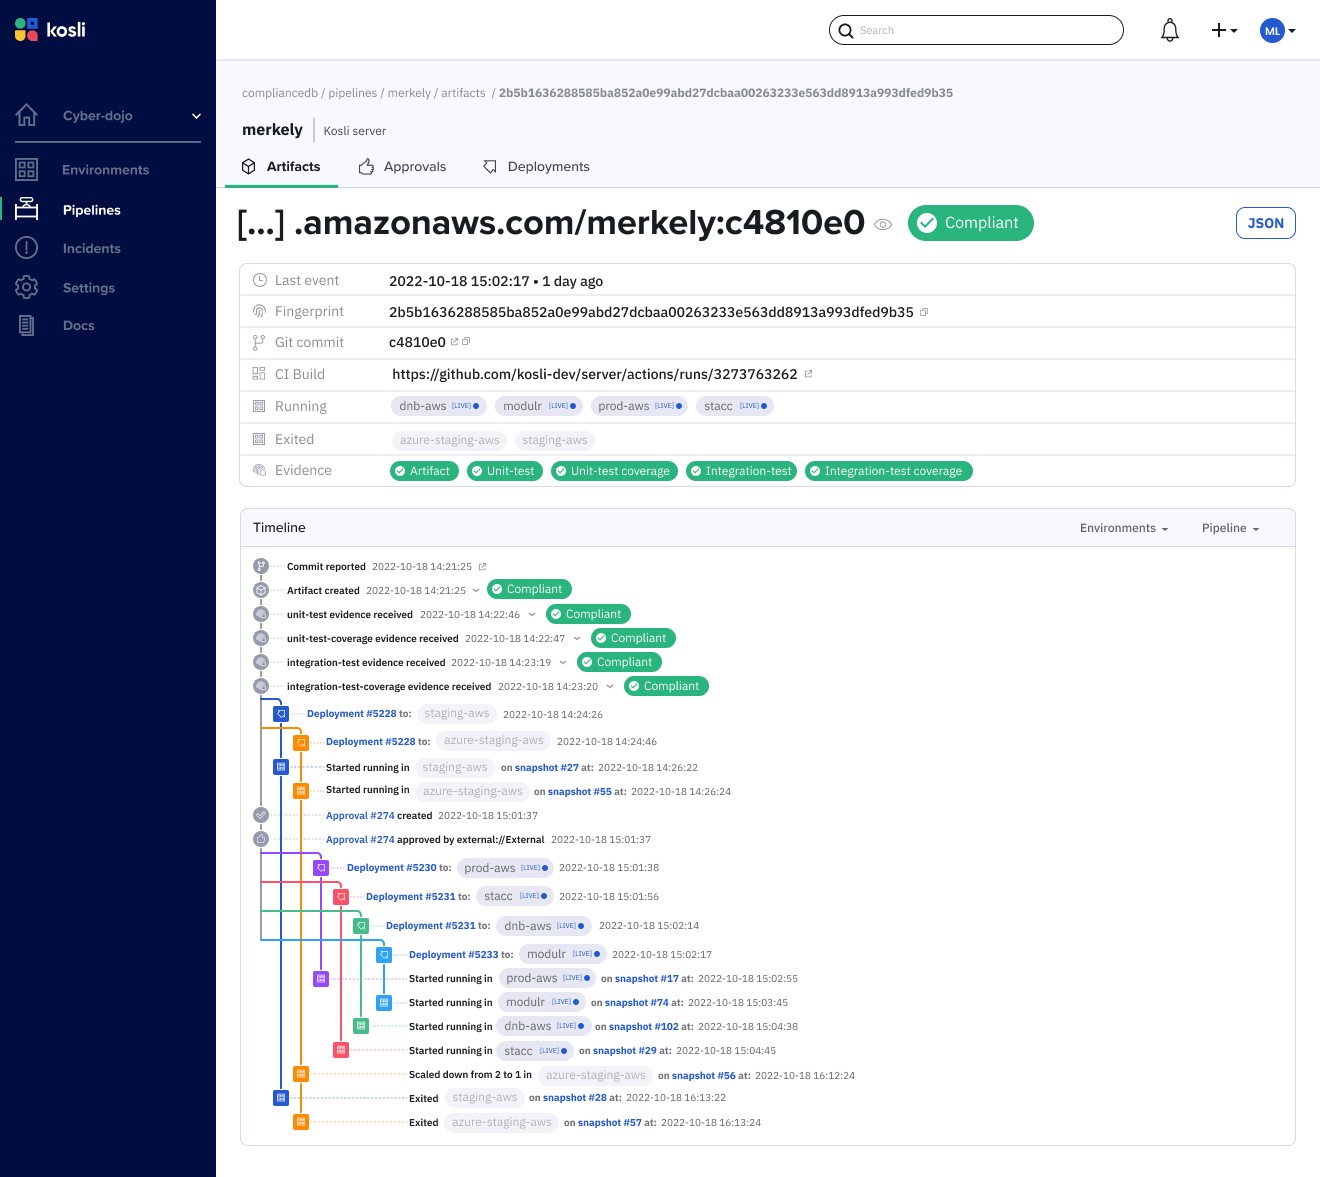 kosli
Search
ML
Cyber-dojo
Environments
Pipelines
Incidents
Settings
Docs
compliancedb / pipelines / merkely / artifacts / 2b5b1636288585ba852a0e99abd27dcbaa00263233e563dd8913a993dfed9b35
merkely Kosli server
Artifacts Approvals Deployments
[...] .amazonaws.com/merkely:c4810e0 Compliant JSON
Last event 2022-10-18 15:02:17 • 1 day ago
Fingerprint 2b5b1636288585ba852a0e99abd27dcbaa00263233e563dd8913a993dfed9b35
Git commit c4810e0
CI Build https://github.com/kosli-dev/server/actions/runs/3273763262
Running dnb-aws [LIVE] modulr [LIVE] prod-aws [LIVE] stacc [LIVE]
Exited azure-staging-aws staging-aws
Evidence Artifact Unit-test Unit-test coverage Integration-test Integration-test coverage
Timeline Environments Pipeline
Commit reported 2022-10-18 14:21:25
Artifact created 2022-10-18 14:21:25 Compliant
unit-test evidence received 2022-10-18 14:22:46 Compliant
unit-test-coverage evidence received 2022-10-18 14:22:47 Compliant
integration-test evidence received 2022-10-18 14:23:19 Compliant
integration-test-coverage evidence received 2022-10-18 14:23:20 Compliant
Deployment #5228 to: staging-aws 2022-10-18 14:24:26
Deployment #5228 to: azure-staging-aws 2022-10-18 14:24:46
Started running in staging-aws on snapshot #27 at: 2022-10-18 14:26:22
Started running in azure-staging-aws on snapshot #55 at: 2022-10-18 14:26:24
Approval #274 created 2022-10-18 15:01:37
Approval #274 approved by external://External 2022-10-18 15:01:37
Deployment #5230 to: prod-aws [LIVE] 2022-10-18 15:01:38
Deployment #5231 to: stacc [LIVE] 2022-10-18 15:01:56
Deployment #5231 to: dnb-aws [LIVE] 2022-10-18 15:02:14
Deployment #5233 to: modulr [LIVE] 2022-10-18 15:02:17
Started running in prod-aws [LIVE] on snapshot #17 at: 2022-10-18 15:02:55
Started running in modulr [LIVE] on snapshot #74 at: 2022-10-18 15:03:45
Started running in dnb-aws [LIVE] on snapshot #102 at: 2022-10-18 15:04:38
Started running in stacc [LIVE] on snapshot #29 at: 2022-10-18 15:04:45
Scaled down from 2 to 1 in azure-staging-aws on snapshot #56 at: 2022-10-18 16:12:24
Exited staging-aws on snapshot #28 at: 2022-10-18 16:13:22
Exited azure-staging-aws on snapshot #57 at: 2022-10-18 16:13:24